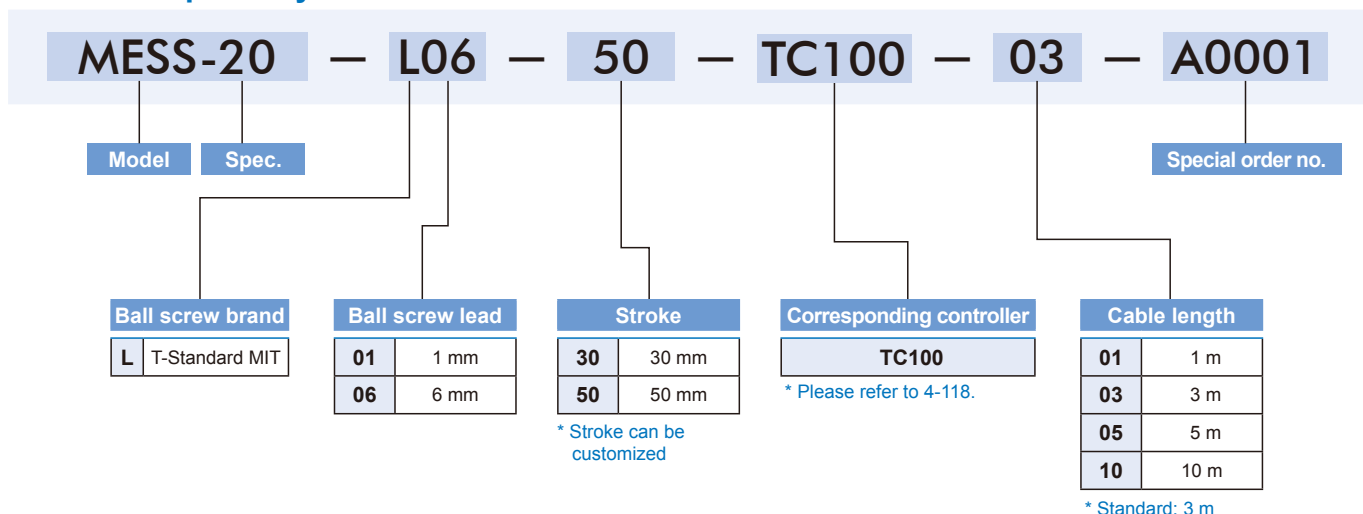 MESS-20 — L06 — 50 — TC100 — 03 — A0001
Model Spec. Special order no.
Ball screw brand
L T-Standard MIT
Ball screw lead
01 1 mm
06 6 mm
Stroke
30 30 mm
50 50 mm
* Stroke can be
customized
Corresponding controller
TC100
* Please refer to 4-118.
Cable length
01 1 m
03 3 m
05 5 m
10 10 m
* Standard: 3 m